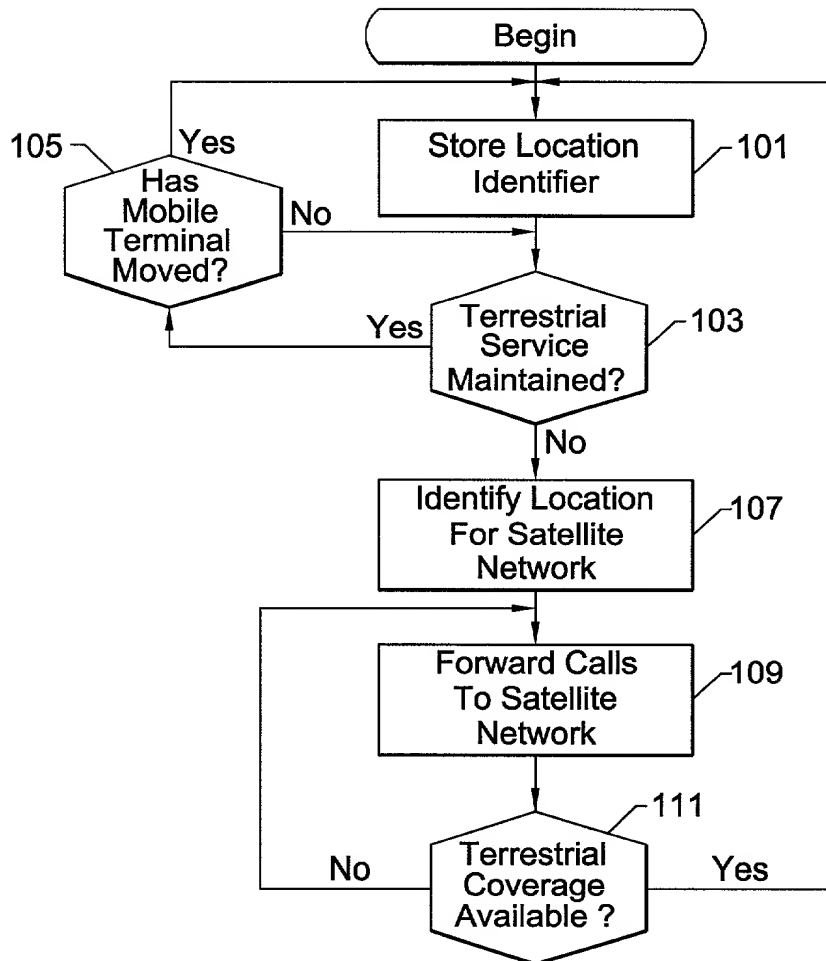 Begin
Store Location
Identifier
101
105
Yes
Has
Mobile
Terminal
Moved?
No
Yes
Terrestrial
Service
Maintained?
103
No
Identify Location
For Satellite
Network
107
Forward Calls
To Satellite
Network
109
111
No
Terrestrial
Coverage
Available ?
Yes